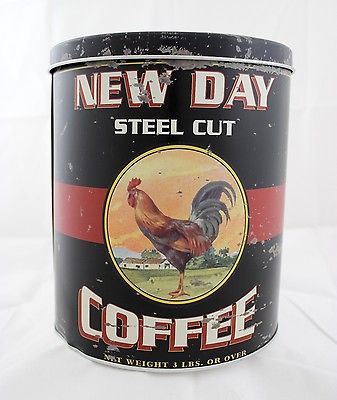 NEW DAY
STEEL CUT
COFFEE
NET WEIGHT 3 LBS. OR OVER